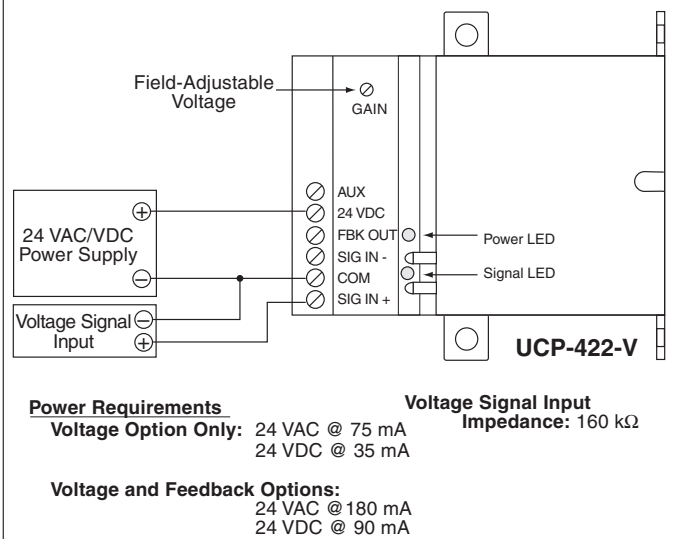 Field-Adjustable
Voltage
GAIN
AUX
24 VDC
FBK OUT
SIG IN -
COM
SIG IN +
Power LED
Signal LED
+
24 VAC/VDC
Power Supply
−
Voltage Signal −
Input +
UCP-422-V
Power Requirements
Voltage Option Only: 24 VAC @ 75 mA
24 VDC @ 35 mA
Voltage and Feedback Options:
24 VAC @180 mA
24 VDC @ 90 mA
Voltage Signal Input
Impedance: 160 kΩ